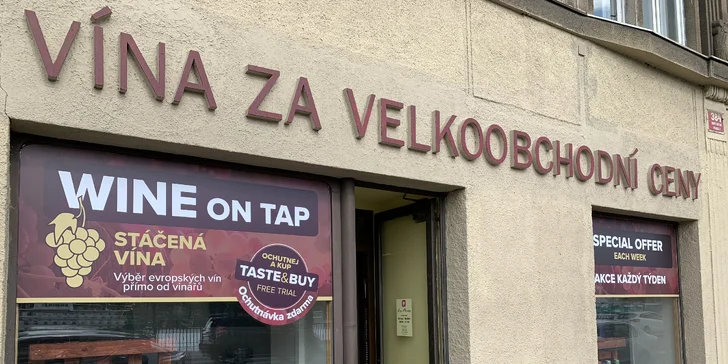 VÍNA ZA VELKOOBCHODNÍ CENY
384
WINE ON TAP
STÁČENÁ
VÍNA
Výběr evropských vín
přímo od vinařů
OCHUTNEJ
A KUP
TASTE&BUY
FREE TRIAL
Ochutnávka zdarma
SPECIAL OFFER
EACH WEEK
AKCE KAŽDÝ TÝDEN